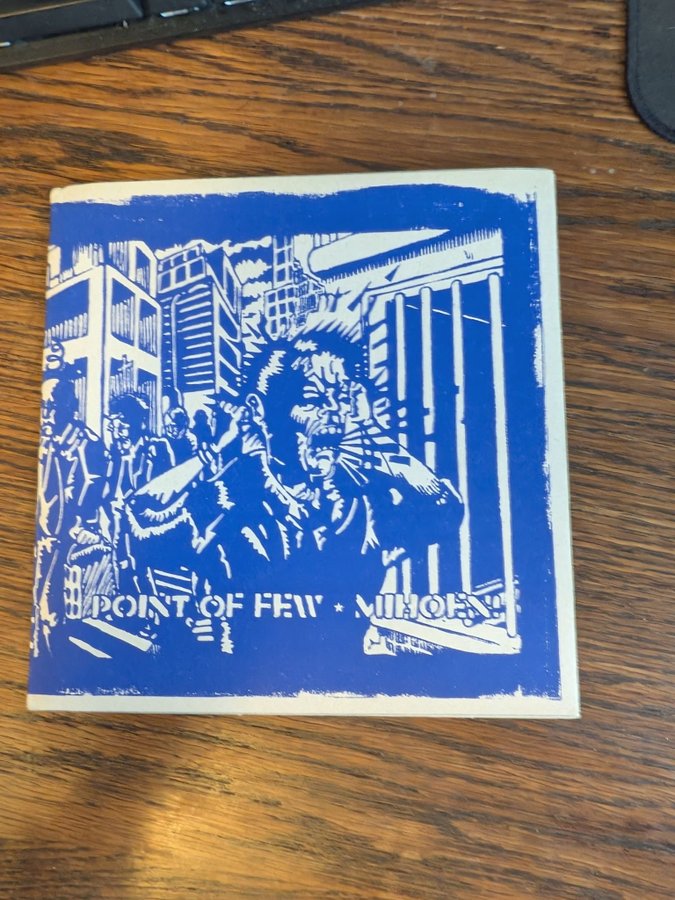 POINT OF FEW ★ MIHOEN!